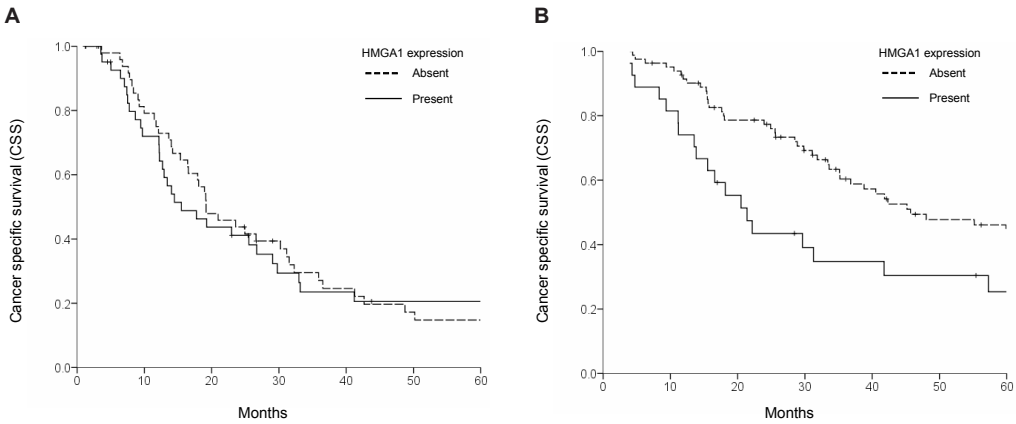 A
HMGA1 expression
Absent
Present
Cancer specific survival (CSS)
1.0
0.8
0.6
0.4
0.2
0.0
0 10 20 30 40 50 60
Months
B
HMGA1 expression
Absent
Present
Cancer specific survival (CSS)
1.0
0.8
0.6
0.4
0.2
0.0
0 10 20 30 40 50 60
Months